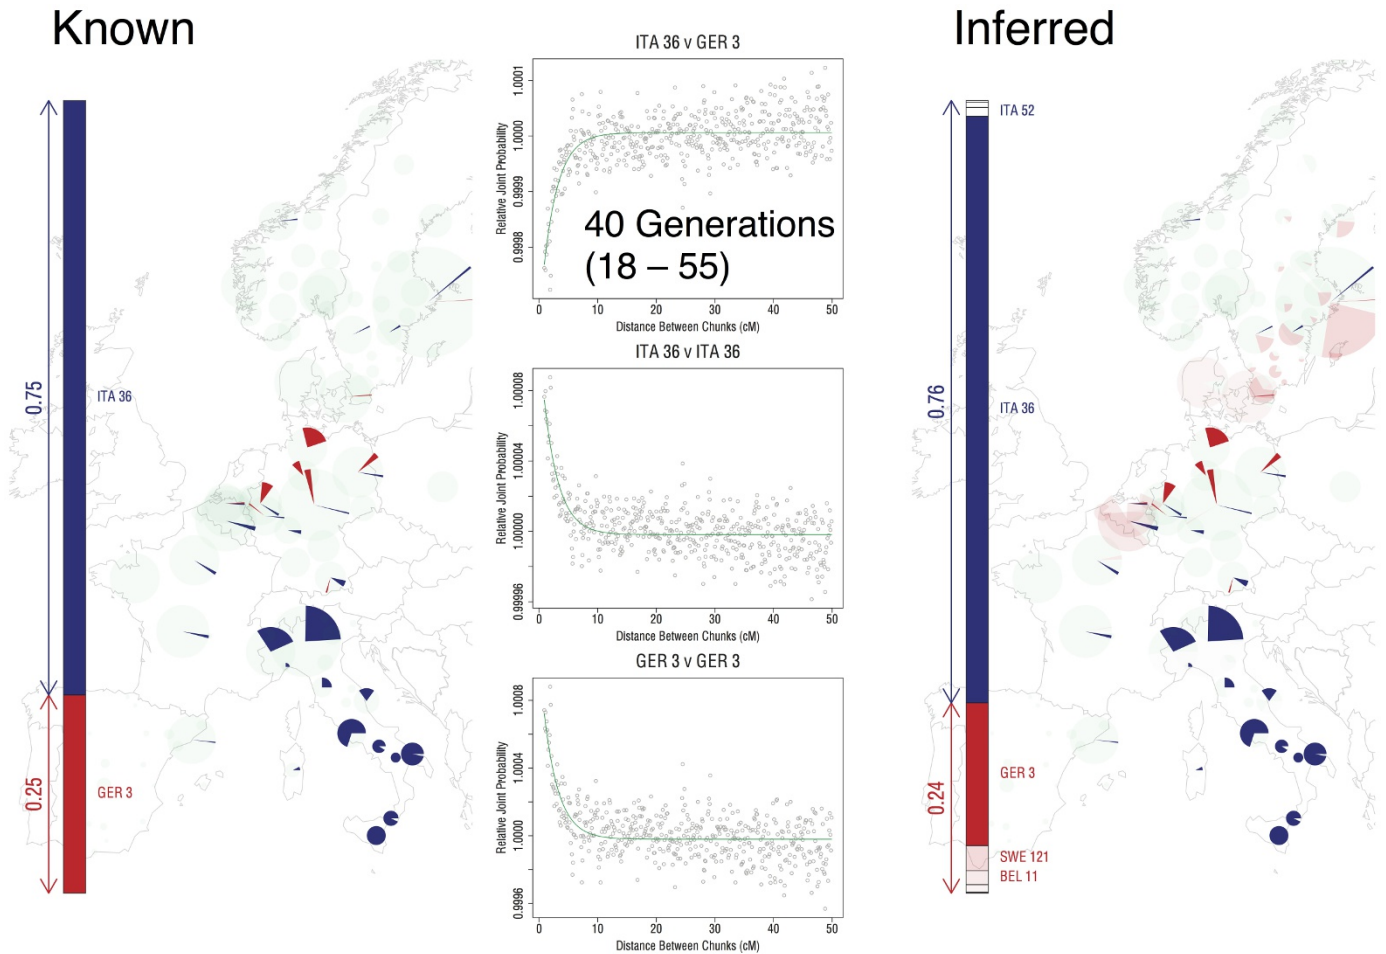 Known
Inferred
0.75
ITA 36
0.25
GER 3
ITA 36 v GER 3
Relative Joint Probability
1.0001
1.0000
0.9999
0.9998
40 Generations
(18 – 55)
0 10 20 30 40 50
Distance Between Chunks (cM)
ITA 36 v ITA 36
Relative Joint Probability
1.00008
1.00004
1.00000
0.99996
0 10 20 30 40 50
Distance Between Chunks (cM)
GER 3 v GER 3
Relative Joint Probability
1.0008
1.0004
1.0000
0.9996
0 10 20 30 40 50
Distance Between Chunks (cM)
ITA 52
0.76
ITA 36
0.24
GER 3
SWE 121
BEL 11